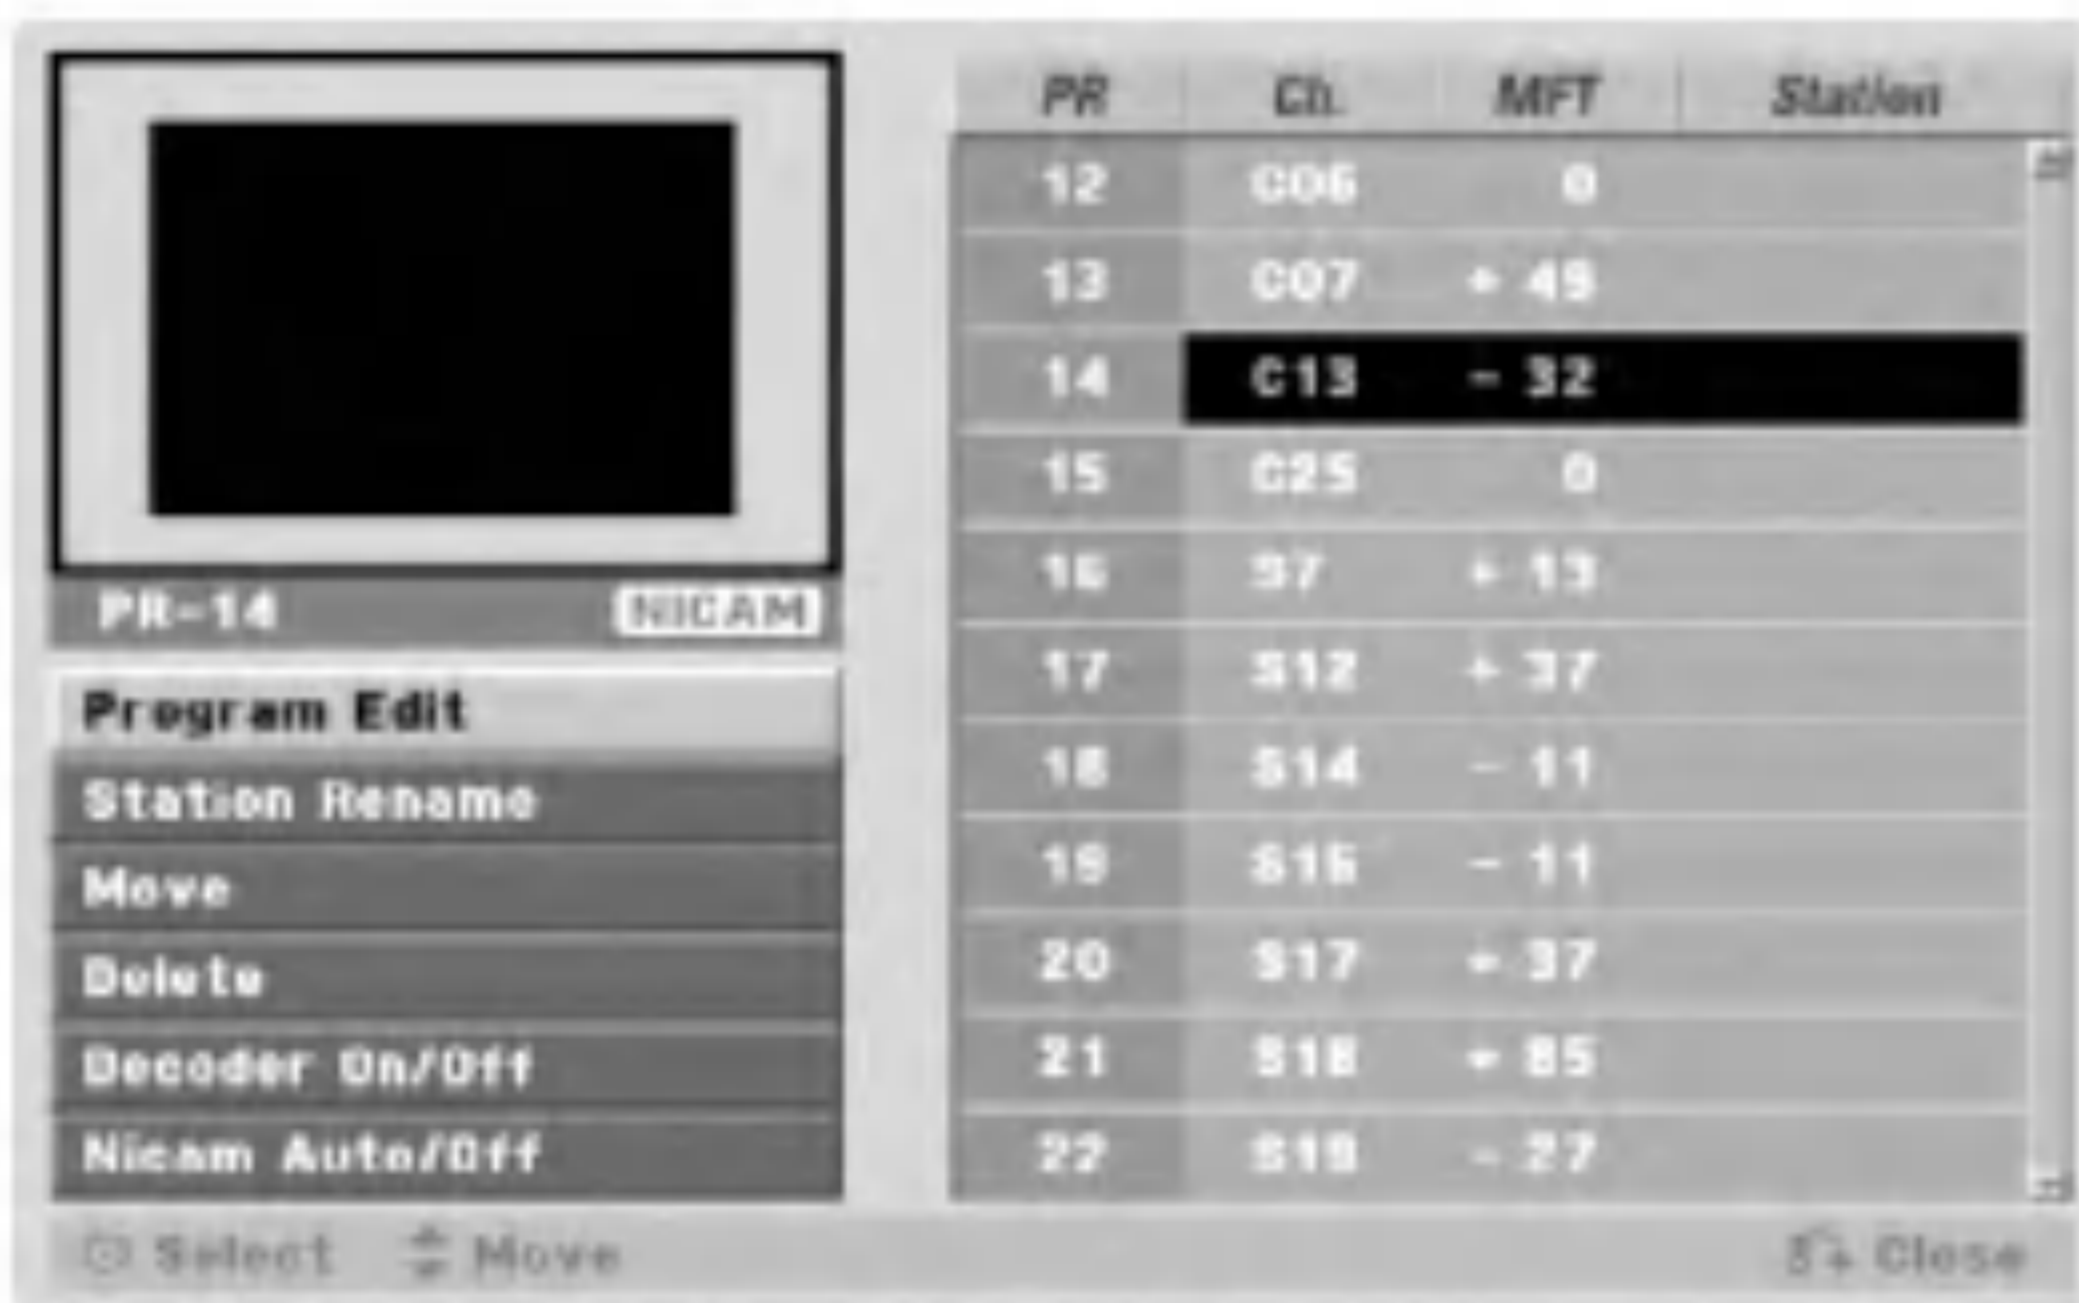 PR-14 NICAM
Program Edit
Station Rename
Move
Delete
Decoder On/Off
Nicam Auto/Off
PR Ch. MFT Station
12 C06 0
13 C07 + 49
14 C13 - 32
15 C25 0
16 S7 + 13
17 S12 + 37
18 S14 - 11
19 S15 - 11
20 S17 + 37
21 S18 + 85
22 S19 - 27
Select Move Close